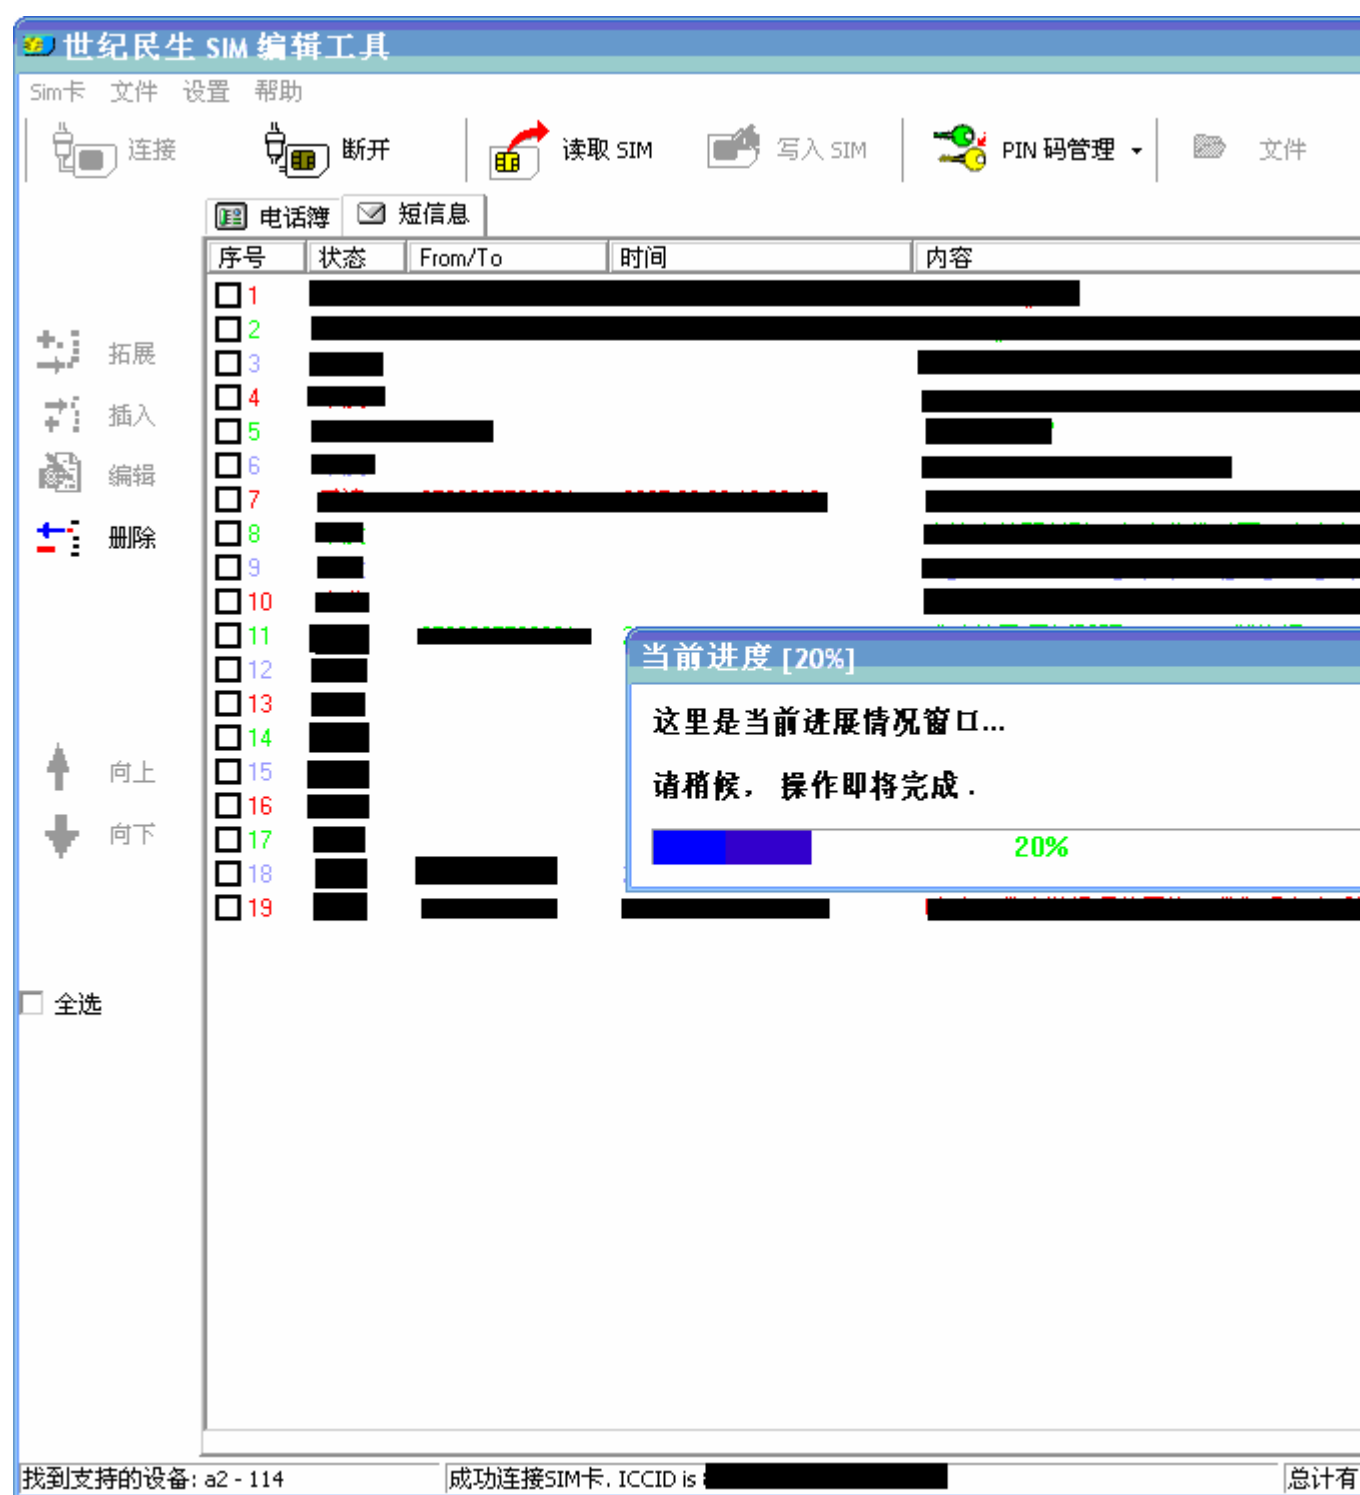 世纪民生 SIM 编辑工具
Sim卡 文件 设置 帮助
连接 断开 读取 SIM 写入 SIM PIN 码管理 文件
电话簿 短信息
序号 状态 From/To 时间 内容
1
2
拓展
3
4
插入
5
6
编辑
7
8
删除
9
10
11
12
13
14
15
16
17
18
19
当前进度 [20%]
这里是当前进展情况窗口...
请稍候， 操作即将完成 .
20%
向上
向下
全选
找到支持的设备: a2 - 114
成功连接SIM卡. ICCID is
总计有